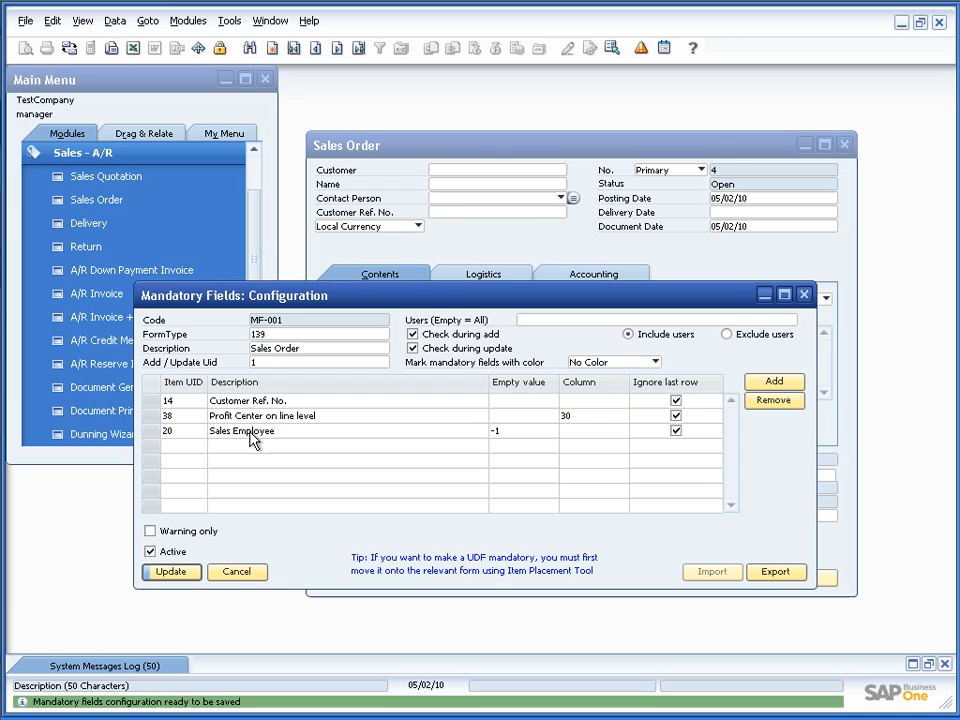 File Edit View Data Goto Modules Tools Window Help
Main Menu
TestCompany
manager
Modules Drag & Relate My Menu
Sales - A/R
Sales Quotation
Sales Order
Delivery
Return
A/R Down Payment Invoice
A/R Invoice
A/R Invoice +
A/R Credit Me
A/R Reserve I
Document Gen
Document Prin
Dunning Wiza
Sales Order
Customer
Name
Contact Person
Customer Ref. No.
Local Currency
No. Primary 4
Status Open
Posting Date 05/02/10
Delivery Date
Document Date 05/02/10
Contents Logistics Accounting
Mandatory Fields: Configuration
Code MF-001
FormType 139
Description Sales Order
Add / Update Uid 1
Users (Empty = All)
Check during add Include users Exclude users
Check during update
Mark mandatory fields with color No Color
Item UID Description Empty value Column Ignore last row
14 Customer Ref. No.
38 Profit Center on line level 30
20 Sales Employee -1
Add
Remove
Warning only
Active
Tip: If you want to make a UDF mandatory, you must first
move it onto the relevant form using Item Placement Tool
Update Cancel Import Export
System Messages Log (50)
Description (50 Characters) 05/02/10
Mandatory fields configuration ready to be saved
SAP Business One